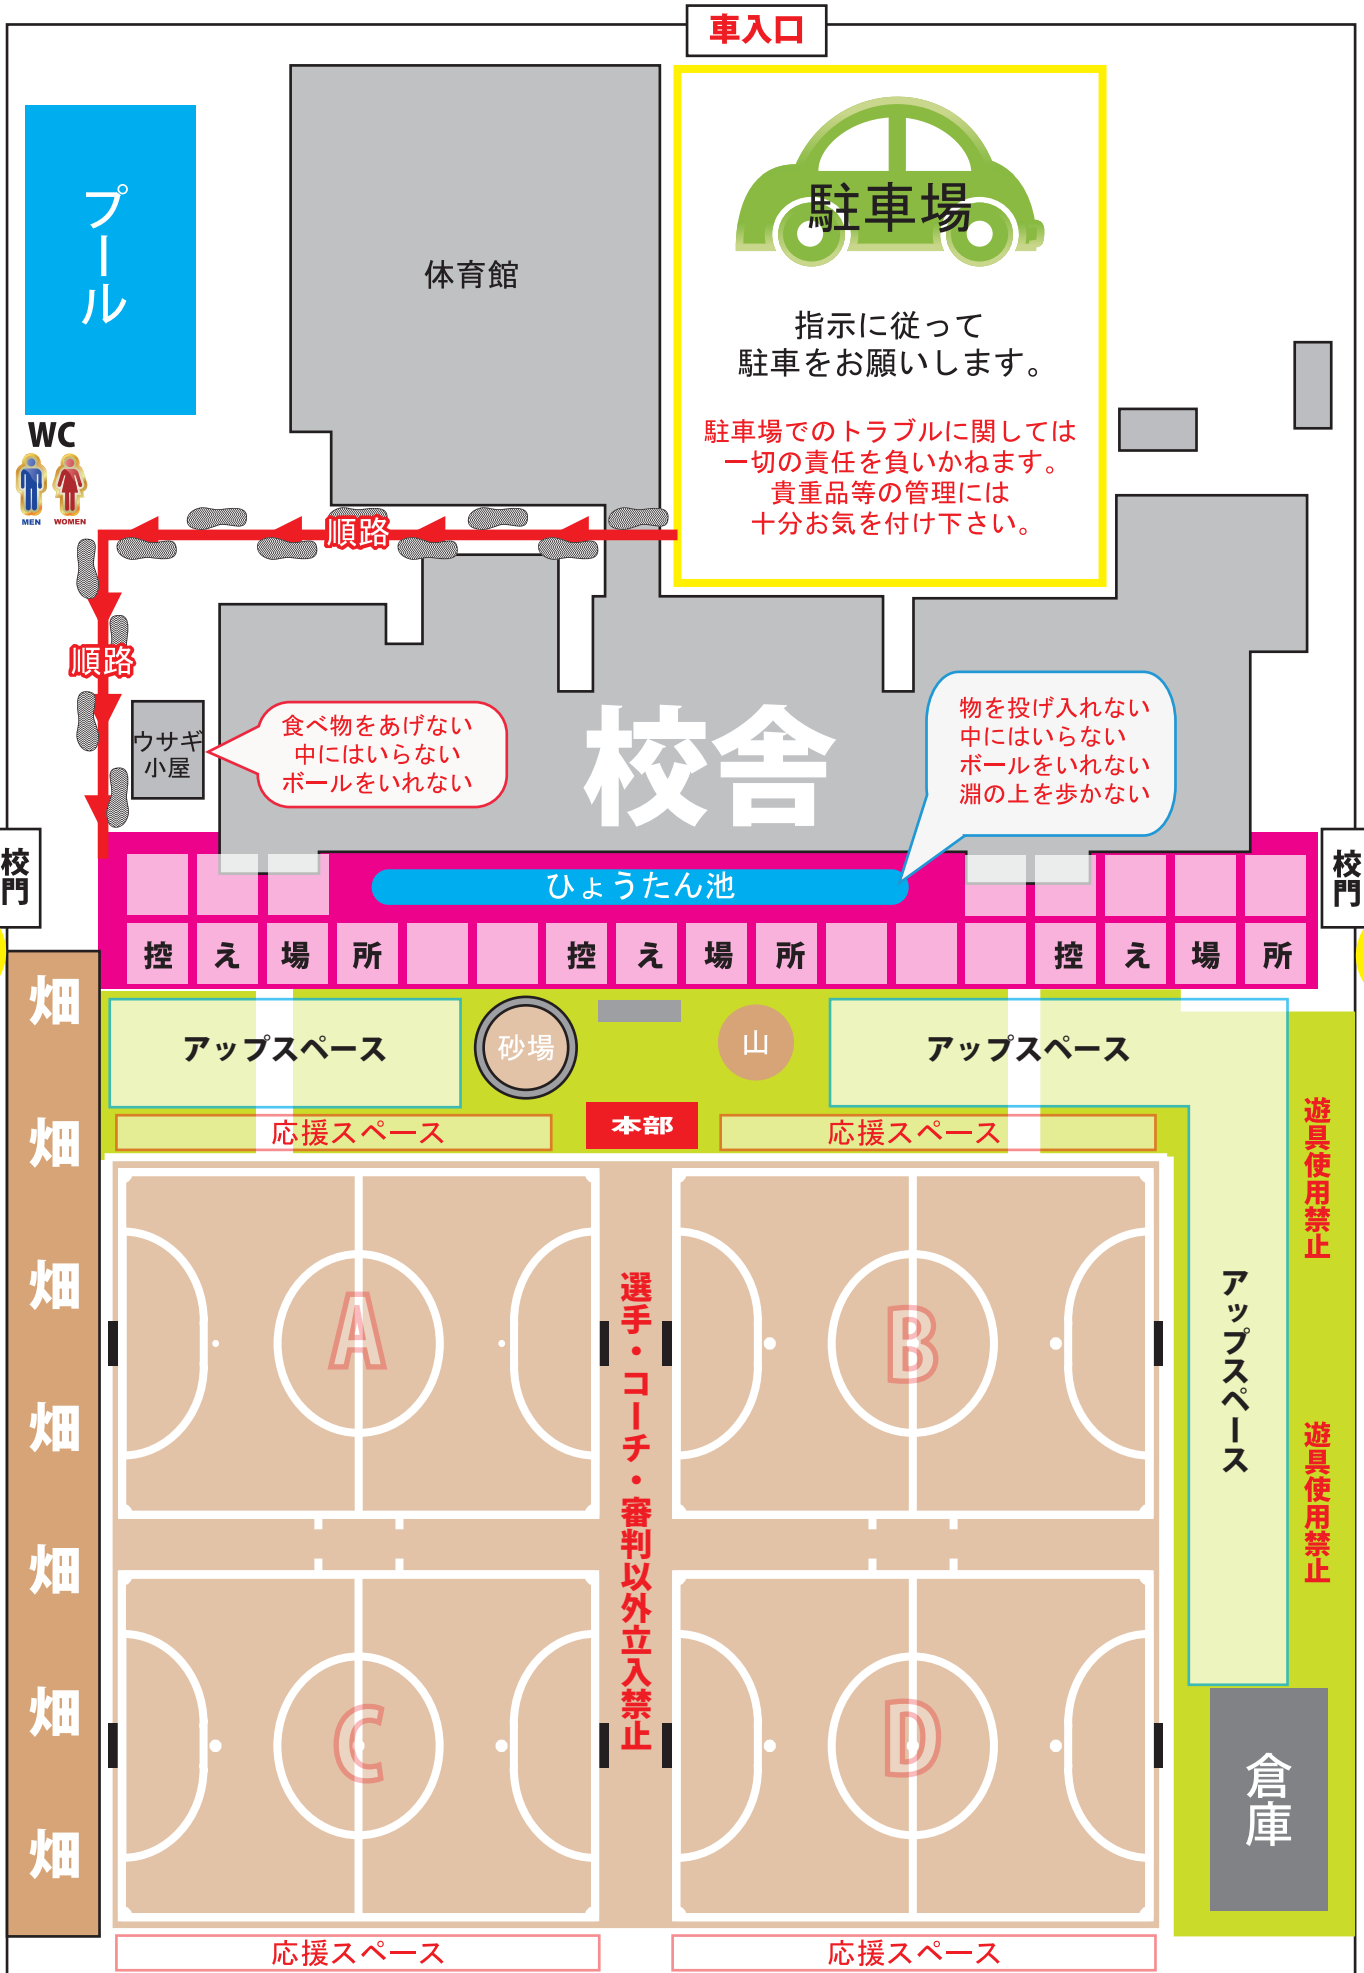 車入口
プール
体育館
駐車場
指示に従って
駐車をお願いします。
駐車場でのトラブルに関しては
一切の責任を負いかねます。
貴重品等の管理には
十分お気を付け下さい。
WC
MEN
WOMEN
順路
順路
ウサギ
小屋
食べ物をあげない
中にはいらない
ボールをいれない
校舎
物を投げ入れない
中にはいらない
ボールをいれない
淵の上を歩かない
校門
校門
ひょうたん池
控え場所
控え場所
控え場所
畑
畑
畑
畑
畑
畑
畑
アップスペース
砂場
山
アップスペース
応援スペース
本部
応援スペース
遊具使用禁止
遊具使用禁止
アップスペース
A
B
選手・コーチ・審判以外立入禁止
C
D
倉庫
応援スペース
応援スペース